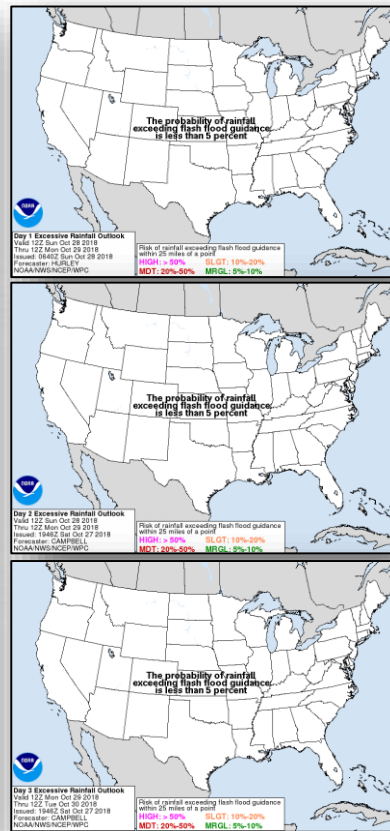 The probability of rainfall
exceeding flash flood guidance
is less than 5 percent
NOAA
Day 1 Excessive Rainfall Outlook
Valid 12Z Sun Oct 28 2018
Thru 12Z Mon Oct 29 2018
Issued: 0640Z Sun Oct 28 2018
Forecaster: HURLEY
NOAA/NWS/NCEP/WPC
Risk of rainfall exceeding flash flood guidance
within 25 miles of a point
HIGH: > 50% SLGT: 10%-20%
MDT: 20%-50% MRGL: 5%-10%
The probability of rainfall
exceeding flash flood guidance
is less than 5 percent
NOAA
Day 2 Excessive Rainfall Outlook
Valid 12Z Sun Oct 28 2018
Thru 12Z Mon Oct 29 2018
Issued: 1946Z Sat Oct 27 2018
Forecaster: CAMPBELL
NOAA/NWS/NCEP/WPC
Risk of rainfall exceeding flash flood guidance
within 25 miles of a point
HIGH: > 50% SLGT: 10%-20%
MDT: 20%-50% MRGL: 5%-10%
The probability of rainfall
exceeding flash flood guidance
is less than 5 percent
NOAA
Day 3 Excessive Rainfall Outlook
Valid 12Z Mon Oct 29 2018
Thru 12Z Tue Oct 30 2018
Issued: 1946Z Sat Oct 27 2018
Forecaster: CAMPBELL
NOAA/NWS/NCEP/WPC
Risk of rainfall exceeding flash flood guidance
within 25 miles of a point
HIGH: > 50% SLGT: 10%-20%
MDT: 20%-50% MRGL: 5%-10%